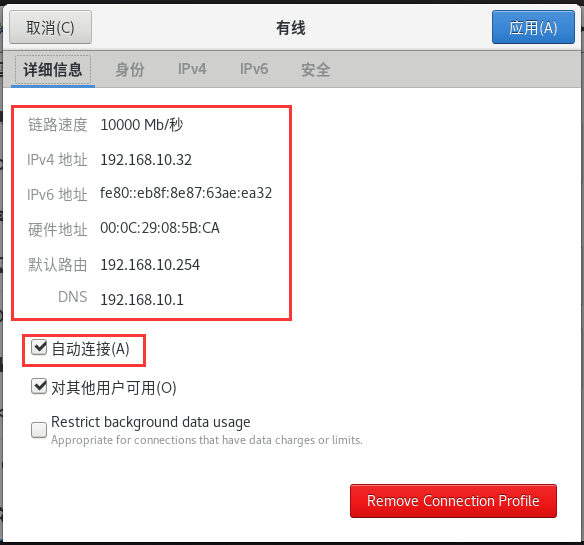 取消(C) 有线 应用(A)
详细信息 身份 IPv4 IPv6 安全
链路速度 10000 Mb/秒
IPv4 地址 192.168.10.32
IPv6 地址 fe80::eb8f:8e87:63ae:ea32
硬件地址 00:0C:29:08:5B:CA
默认路由 192.168.10.254
DNS 192.168.10.1
自动连接(A)
对其他用户可用(O)
Restrict background data usage
Appropriate for connections that have data charges or limits.
Remove Connection Profile